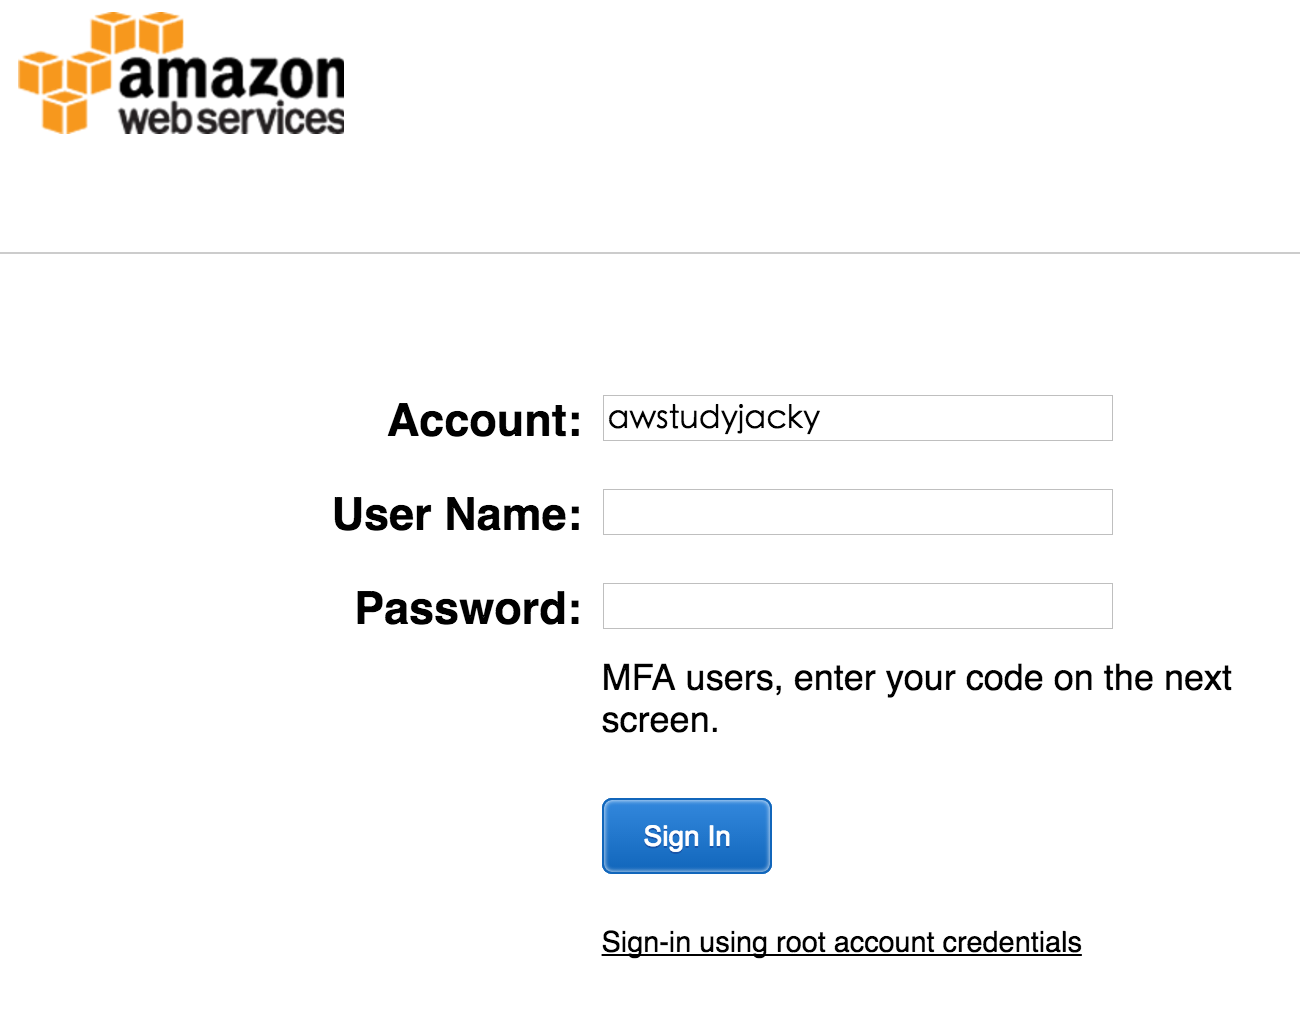 amazon
web services
Account: awstudyjacky
User Name:
Password:
MFA users, enter your code on the next
screen.
Sign In
Sign-in using root account credentials